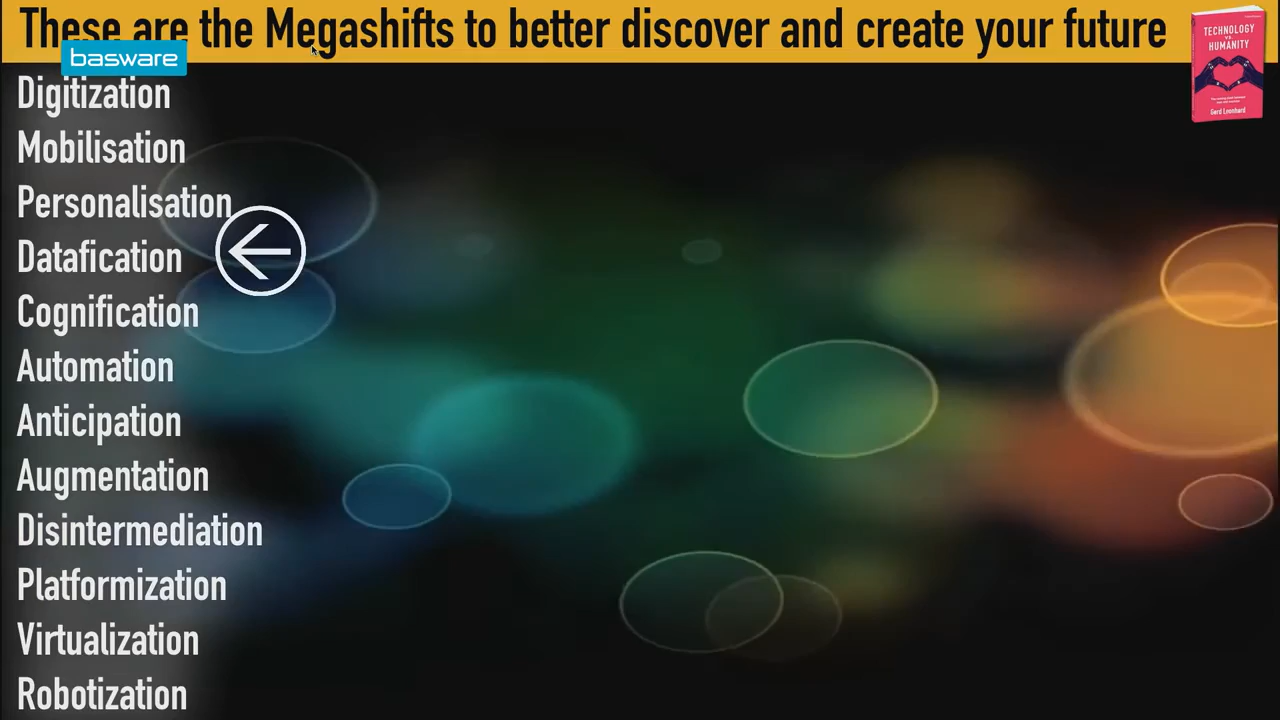 These are the Megashifts to better discover and create your future
basware
TECHNOLOGY
VS.
HUMANITY
Gerd Leonhard
Digitization
Mobilisation
Personalisation
Datafication
Cognification
Automation
Anticipation
Augmentation
Disintermediation
Platformization
Virtualization
Robotization